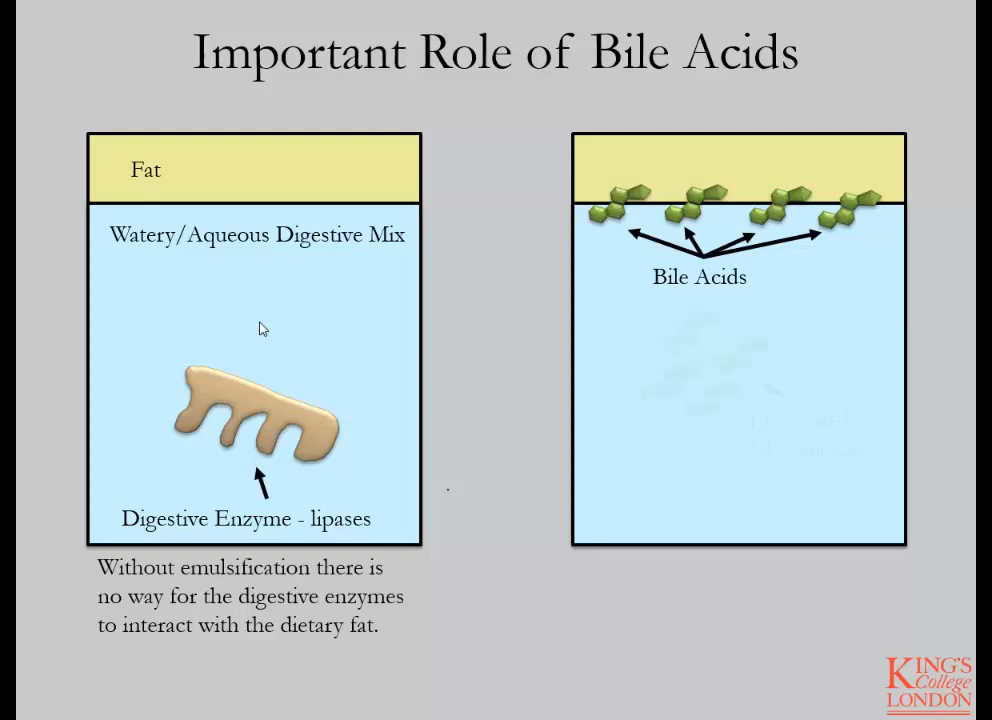 Important Role of Bile Acids
Fat
Watery/Aqueous Digestive Mix
Digestive Enzyme - lipases
Without emulsification there is
no way for the digestive enzymes
to interact with the dietary fat.
Bile Acids
KING'S
College
LONDON